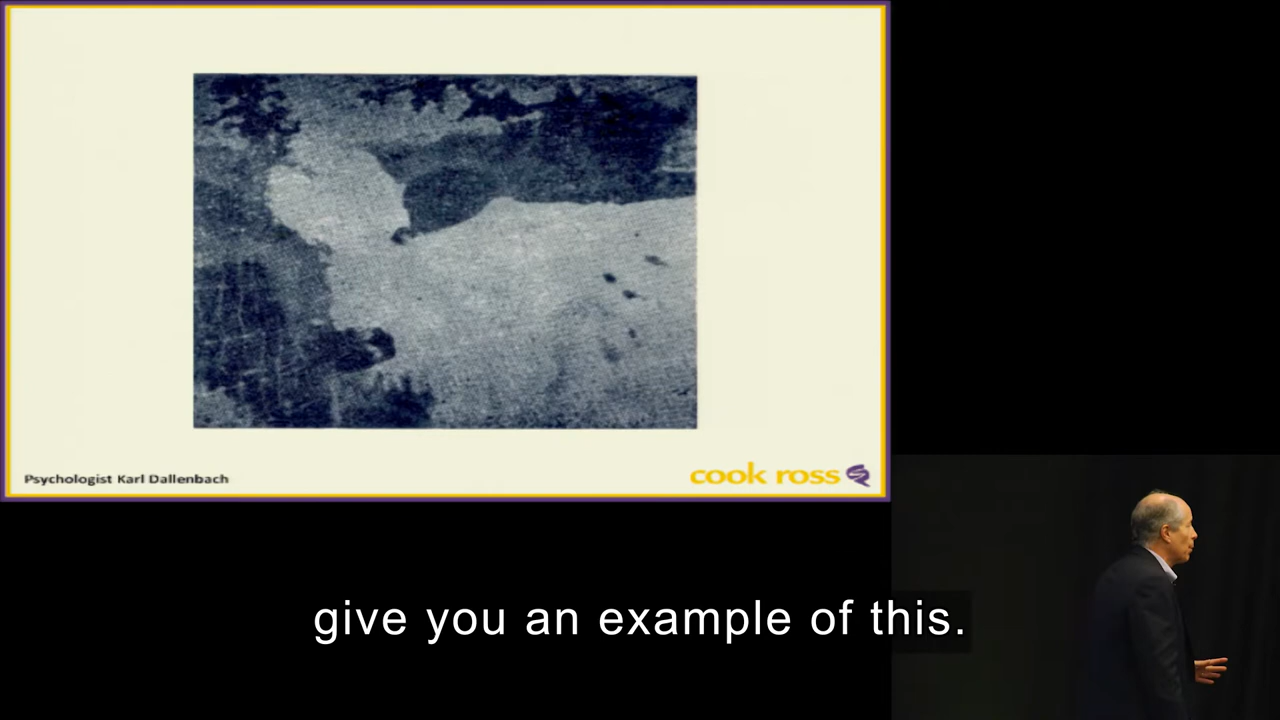 Psychologist Karl Dallenbach
cook ross
give you an example of this.